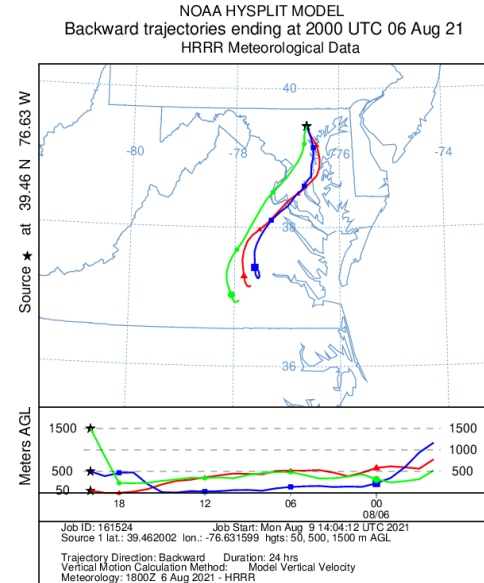 NOAA HYSPLIT MODEL
Backward trajectories ending at 2000 UTC 06 Aug 21
HRRR Meteorological Data
Source ★ at 39.46 N 76.63 W
40
-80
-78
-76
-74
38
36
Meters AGL
1500
1500
1000
500
500
50
18
12
06
00
08/06
Job ID: 161524 Job Start: Mon Aug 9 14:04:12 UTC 2021
Source 1 lat.: 39.462002 lon.: -76.631599 hgts: 50, 500, 1500 m AGL
Trajectory Direction: Backward Duration: 24 hrs
Vertical Motion Calculation Method: Model Vertical Velocity
Meteorology: 1800Z 6 Aug 2021 - HRRR